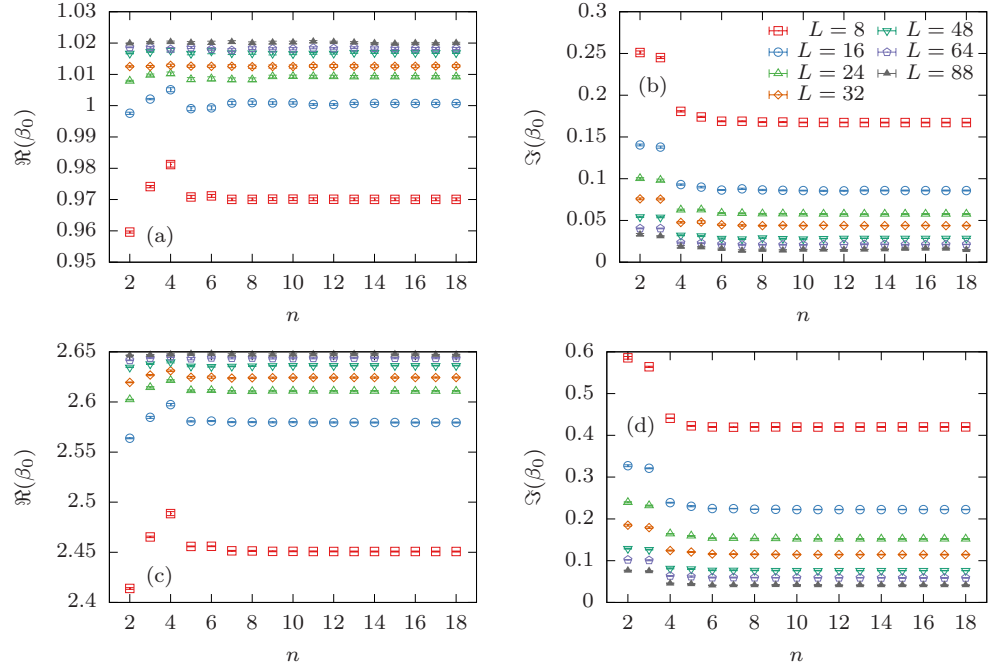 1.03
1.02
1.01
1
0.99
0.98
0.97
0.96
0.95
ℜ(β₀)
(a)
2 4 6 8 10 12 14 16 18
n
0.3
0.25
0.2
0.15
0.1
0.05
0
ℑ(β₀)
(b)
L = 8
L = 16
L = 24
L = 32
L = 48
L = 64
L = 88
2 4 6 8 10 12 14 16 18
n
2.65
2.6
2.55
2.5
2.45
2.4
ℜ(β₀)
(c)
2 4 6 8 10 12 14 16 18
n
0.6
0.5
0.4
0.3
0.2
0.1
0
ℑ(β₀)
(d)
2 4 6 8 10 12 14 16 18
n